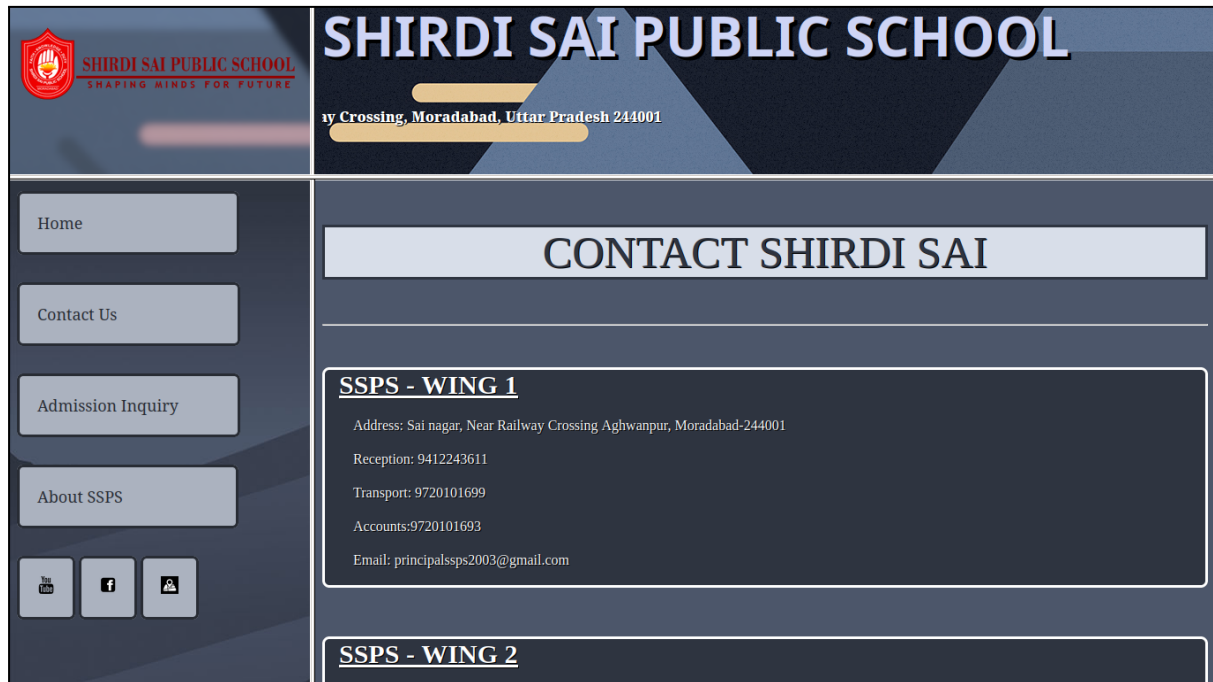 SHIRDI SAI PUBLIC SCHOOL
SHAPING MINDS FOR FUTURE
SHIRDI SAI PUBLIC SCHOOL
Crossing, Moradabad, Uttar Pradesh 244001
Home
Contact Us
Admission Inquiry
About SSPS
You
Tube
CONTACT SHIRDI SAI
SSPS - WING 1
Address: Sai nagar, Near Railway Crossing Aghwanpur, Moradabad-244001
Reception: 9412243611
Transport: 9720101699
Accounts:9720101693
Email: principalssps2003@gmail.com
SSPS - WING 2